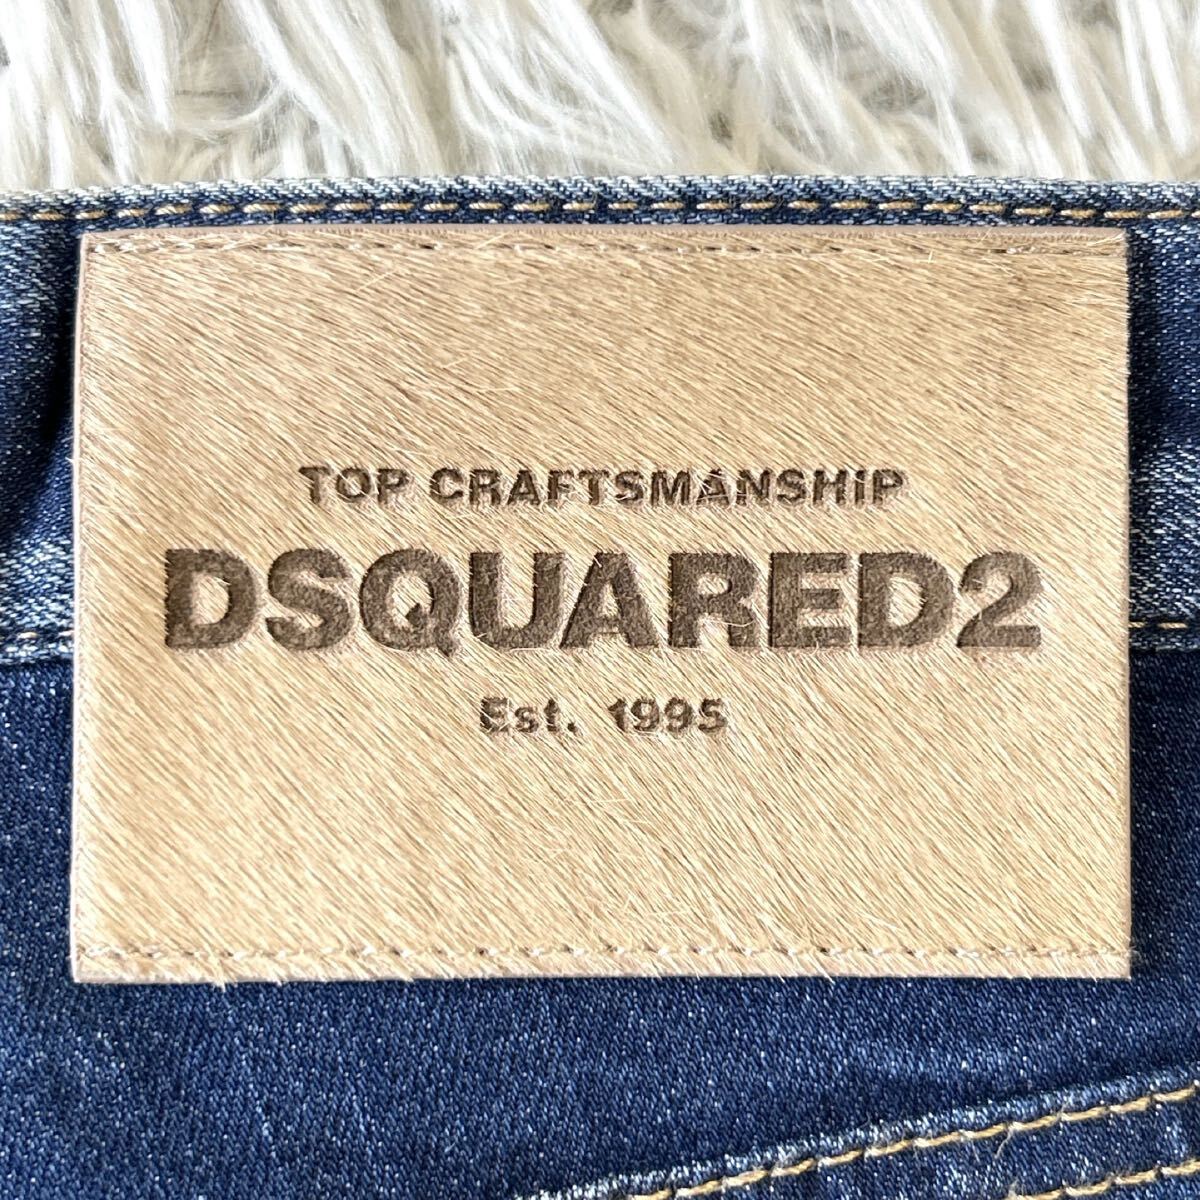 TOP CRAFTSMANSHIP
DSQUARED2
Est. 1995